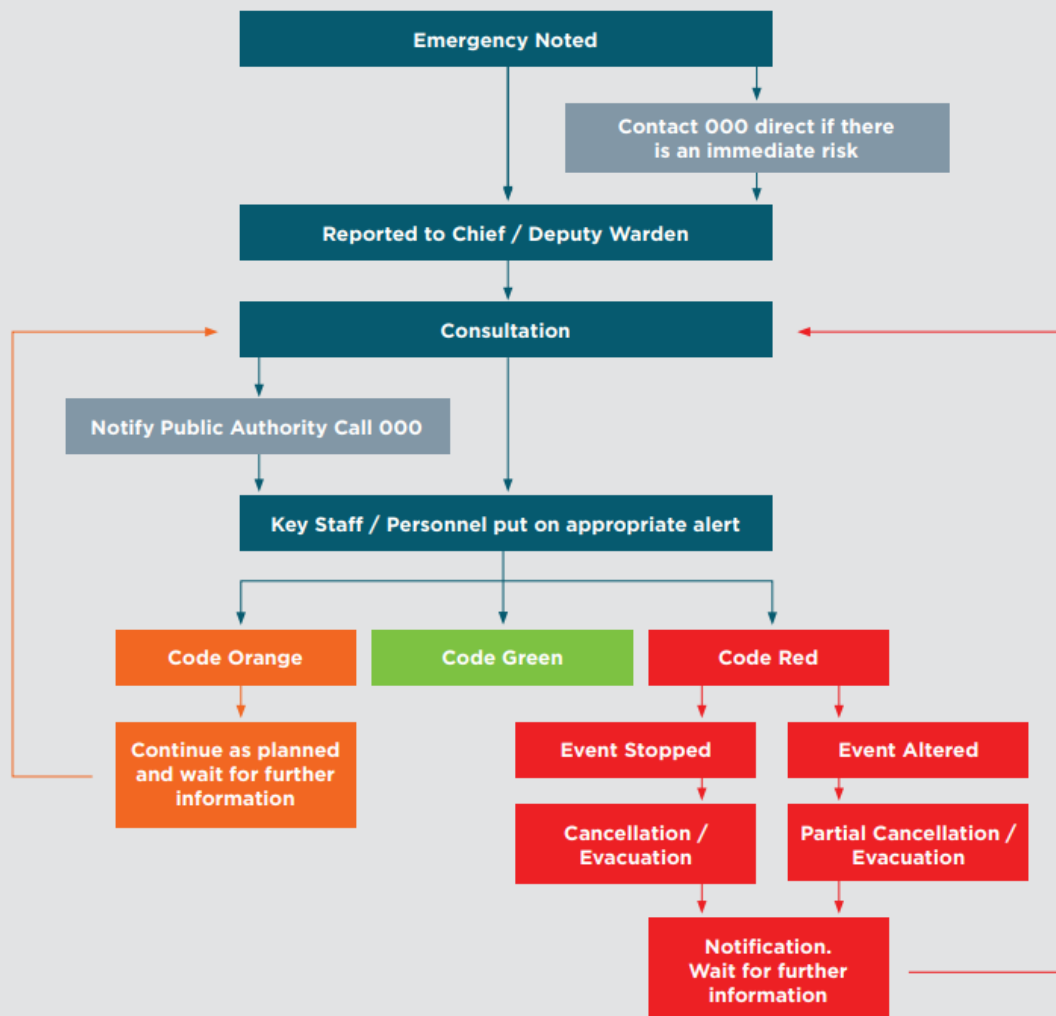 Emergency Noted
Contact 000 direct if there
is an immediate risk
Reported to Chief / Deputy Warden
Consultation
Notify Public Authority Call 000
Key Staff / Personnel put on appropriate alert
Code Orange
Code Green
Code Red
Continue as planned
and wait for further
information
Event Stopped
Event Altered
Cancellation /
Evacuation
Partial Cancellation /
Evacuation
Notification.
Wait for further
information